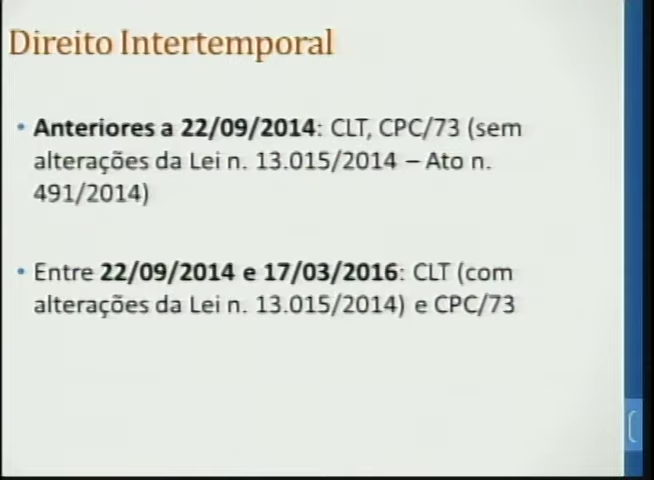 Direito Intertemporal
• Anteriores a 22/09/2014: CLT, CPC/73 (sem
alterações da Lei n. 13.015/2014 – Ato n.
491/2014)
• Entre 22/09/2014 e 17/03/2016: CLT (com
alterações da Lei n. 13.015/2014) e CPC/73